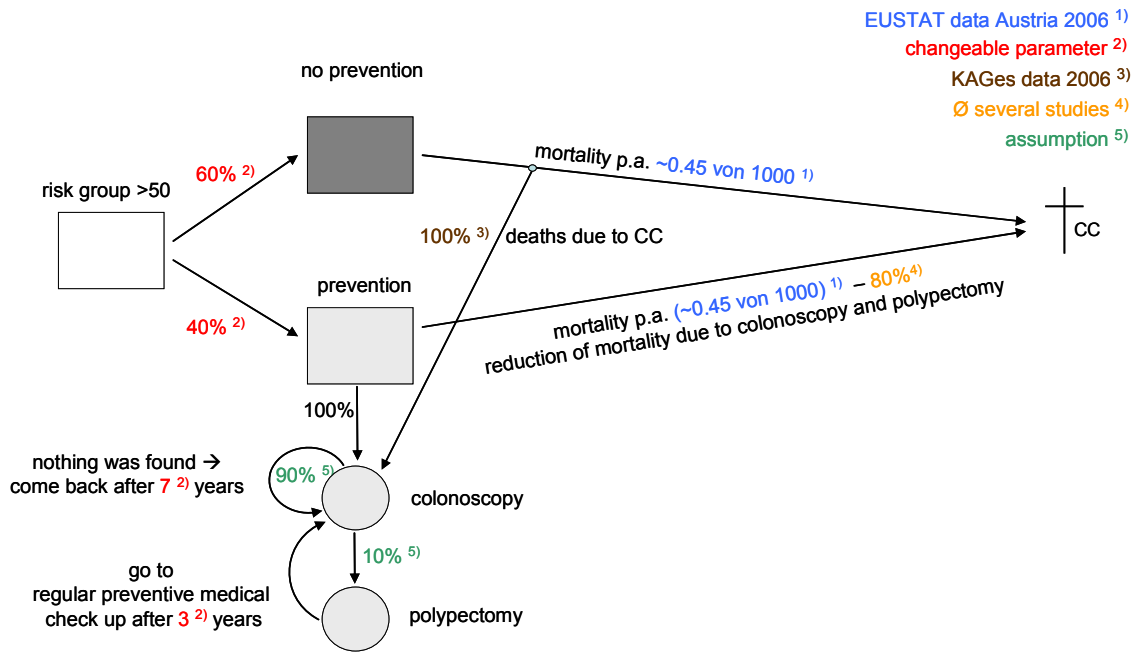 EUSTAT data Austria 2006 1)
changeable parameter 2)
KAGes data 2006 3)
Ø several studies 4)
assumption 5)
no prevention
mortality p.a. ~0.45 von 1000 1)
60% 2)
risk group >50
100% 3) deaths due to CC
CC
prevention
40% 2)
mortality p.a. (~0.45 von 1000) 1) – 80% 4)
reduction of mortality due to colonoscopy and polypectomy
100%
nothing was found →
come back after 7 2) years
90% 5)
colonoscopy
10% 5)
go to
regular preventive medical
check up after 3 2) years
polypectomy